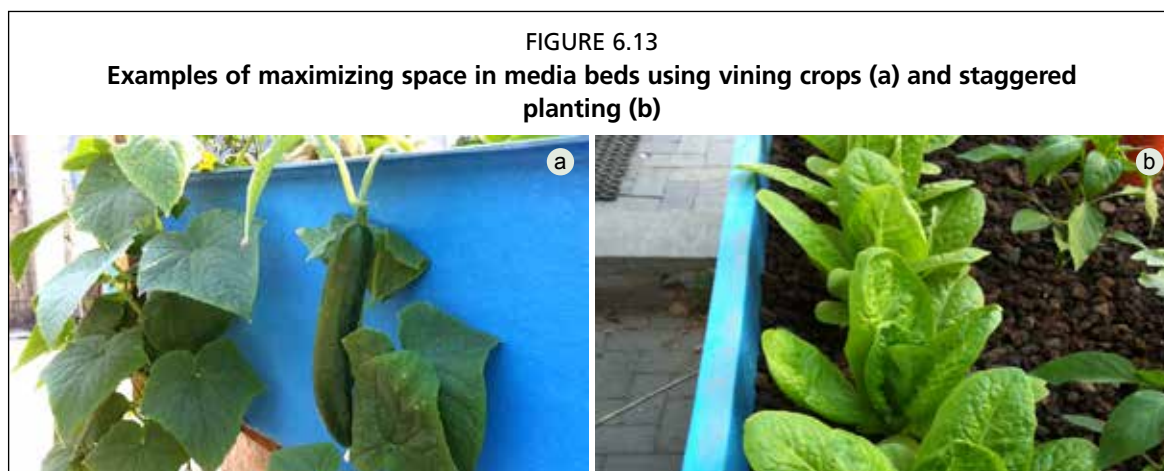 FIGURE 6.13
Examples of maximizing space in media beds using vining crops (a) and staggered
planting (b)
a
b